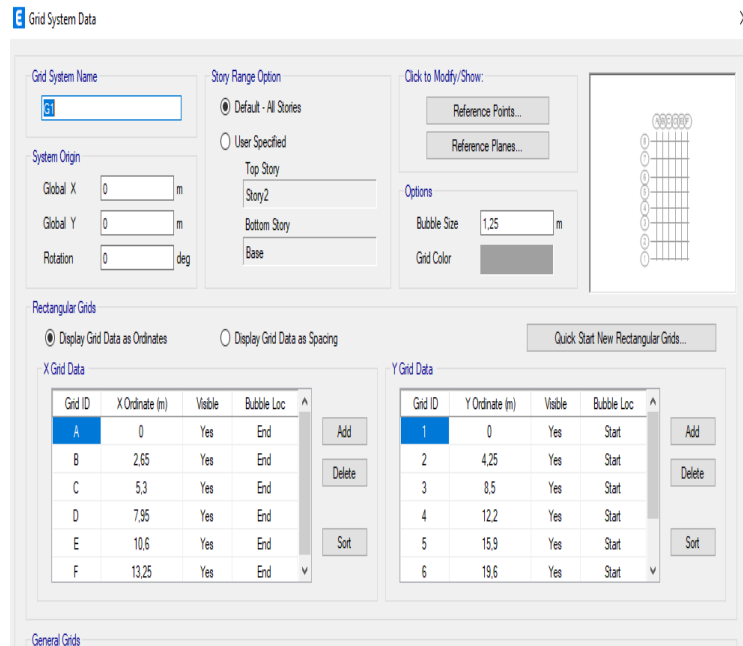 E Grid System Data
Grid System Name
G1
System Origin
Global X 0 m
Global Y 0 m
Rotation 0 deg
Story Range Option
Default - All Stories
User Specified
Top Story
Story2
Bottom Story
Base
Click to Modify/Show:
Reference Points...
Reference Planes...
Options
Bubble Size 1,25 m
Grid Color
Rectangular Grids
Display Grid Data as Ordinates Display Grid Data as Spacing Quick Start New Rectangular Grids...
X Grid Data
Grid ID X Ordinate (m) Visible Bubble Loc
A 0 Yes End
B 2,65 Yes End
C 5,3 Yes End
D 7,95 Yes End
E 10,6 Yes End
F 13,25 Yes End
Add
Delete
Sort
Y Grid Data
Grid ID Y Ordinate (m) Visible Bubble Loc
1 0 Yes Start
2 4,25 Yes Start
3 8,5 Yes Start
4 12,2 Yes Start
5 15,9 Yes Start
6 19,6 Yes Start
Add
Delete
Sort
General Grids